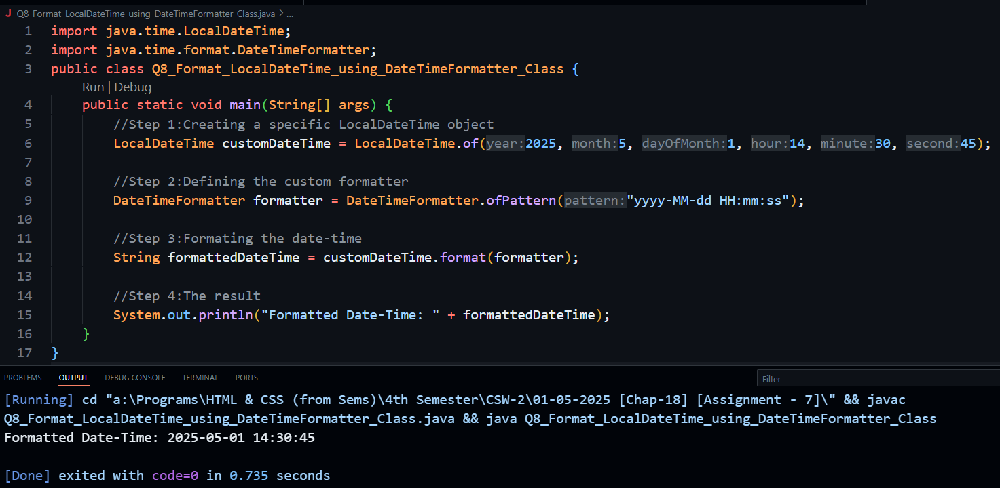 J Q8_Format_LocalDateTime_using_DateTimeFormatter_Class.java > ...
1 import java.time.LocalDateTime;
2 import java.time.format.DateTimeFormatter;
3 public class Q8_Format_LocalDateTime_using_DateTimeFormatter_Class {
Run | Debug
4 public static void main(String[] args) {
5 //Step 1:Creating a specific LocalDateTime object
6 LocalDateTime customDateTime = LocalDateTime.of(year:2025, month:5, dayOfMonth:1, hour:14, minute:30, second:45);
7
8 //Step 2:Defining the custom formatter
9 DateTimeFormatter formatter = DateTimeFormatter.ofPattern(pattern:"yyyy-MM-dd HH:mm:ss");
10
11 //Step 3:Formating the date-time
12 String formattedDateTime = customDateTime.format(formatter);
13
14 //Step 4:The result
15 System.out.println("Formatted Date-Time: " + formattedDateTime);
16 }
17 }
PROBLEMS OUTPUT DEBUG CONSOLE TERMINAL PORTS Filter
[Running] cd "a:\Programs\HTML & CSS (from Sems)\4th Semester\CSW-2\01-05-2025 [Chap-18] [Assignment - 7]\" && javac
Q8_Format_LocalDateTime_using_DateTimeFormatter_Class.java && java Q8_Format_LocalDateTime_using_DateTimeFormatter_Class
Formatted Date-Time: 2025-05-01 14:30:45
[Done] exited with code=0 in 0.735 seconds